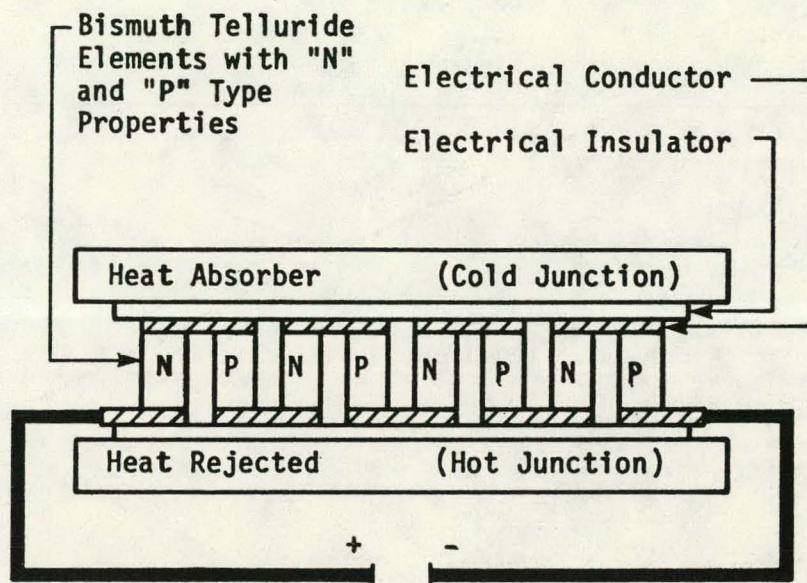 Bismuth Telluride
Elements with "N"
and "P" Type
Properties
Electrical Conductor
Electrical Insulator
Heat Absorber (Cold Junction)
N P N P N P N P
Heat Rejected (Hot Junction)
+ -